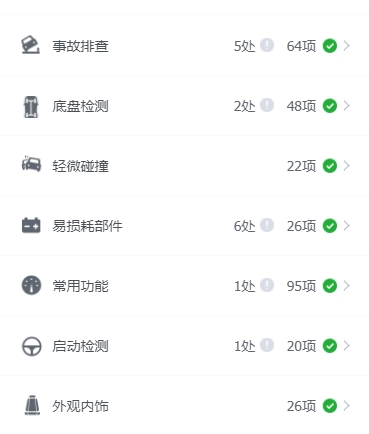 事故排查 5处 64项
底盘检测 2处 48项
轻微碰撞 22项
易损耗部件 6处 26项
常用功能 1处 95项
启动检测 1处 20项
外观内饰 26项